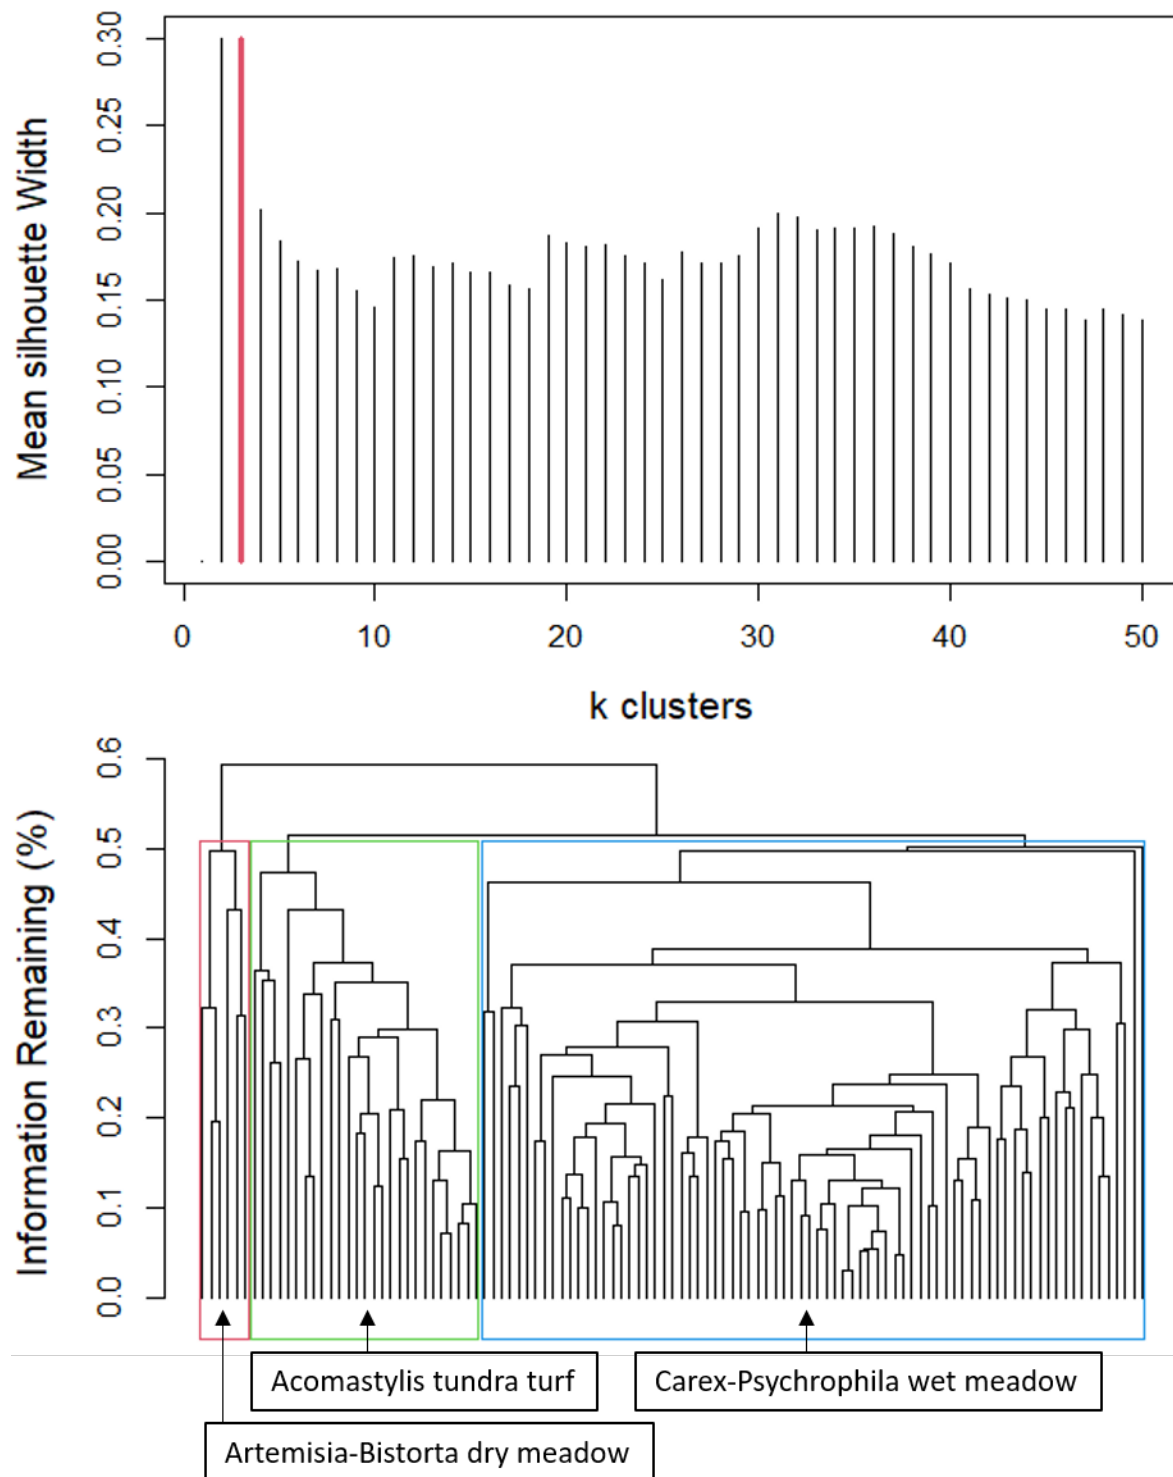 Mean silhouette Width
0.30
0.25
0.20
0.15
0.10
0.05
0.00
0 10 20 30 40 50
k clusters
Information Remaining (%)
0.6
0.5
0.4
0.3
0.2
0.1
0.0
Acomastylis tundra turf
Carex-Psychrophila wet meadow
Artemisia-Bistorta dry meadow